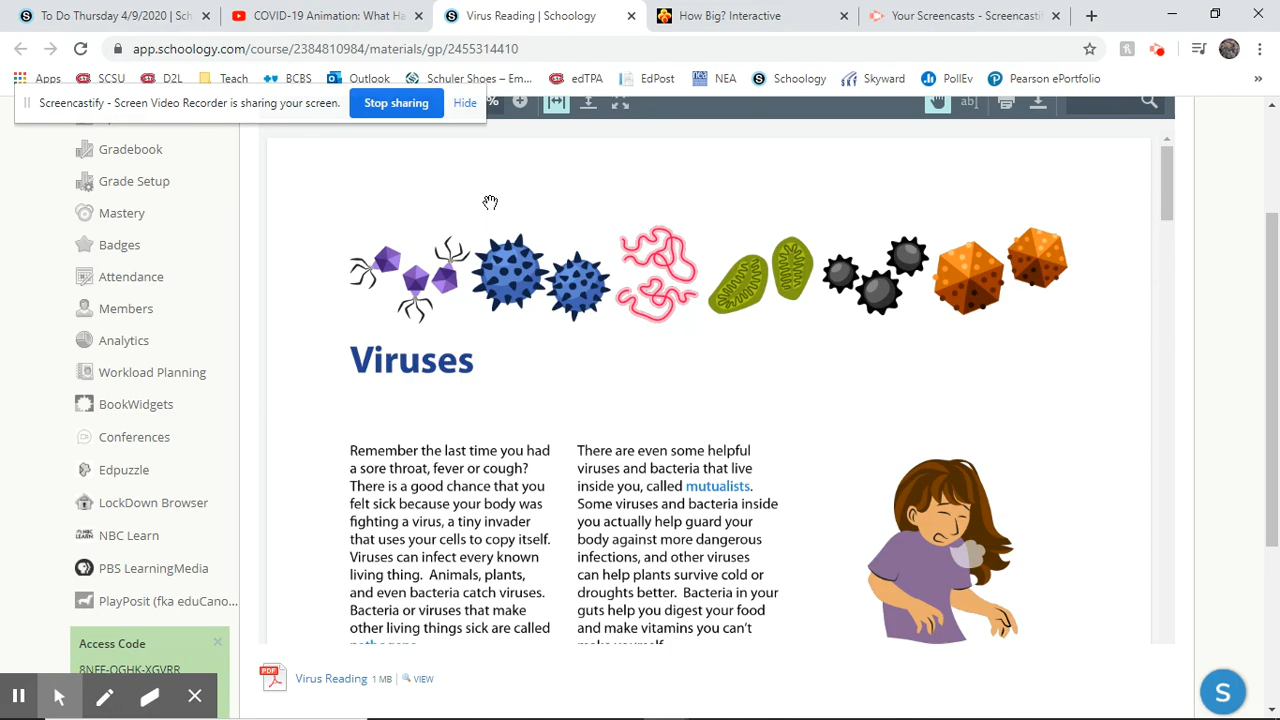 To Do Thursday 4/9/2020 | Sch
COVID-19 Animation: What Ha
Virus Reading | Schoology
How Big? Interactive
Your Screencasts - Screencastif
app.schoology.com/course/2384810984/materials/gp/2455314410
Apps
SCSU
D2L
Teach
BCBS
Outlook
Schuler Shoes – Em...
edTPA
EdPost
NEA
Schoology
Skyward
PollEv
Pearson ePortfolio
»
Screencastify - Screen Video Recorder is sharing your screen.
Stop sharing
Hide
%
ab|
Gradebook
Grade Setup
Mastery
Badges
Attendance
Members
Analytics
Workload Planning
BookWidgets
Conferences
Edpuzzle
LockDown Browser
NBC Learn
PBS LearningMedia
PlayPosit (fka eduCano...
Access Code
8NFF-QGHK-XGVRR
Viruses
Remember the last time you had
a sore throat, fever or cough?
There is a good chance that you
felt sick because your body was
fighting a virus, a tiny invader
that uses your cells to copy itself.
Viruses can infect every known
living thing. Animals, plants,
and even bacteria catch viruses.
Bacteria or viruses that make
other living things sick are called
There are even some helpful
viruses and bacteria that live
inside you, called mutualists.
Some viruses and bacteria inside
you actually help guard your
body against more dangerous
infections, and other viruses
can help plants survive cold or
droughts better. Bacteria in your
guts help you digest your food
and make vitamins you can't
make yourself.
PDF
Virus Reading 1 MB
VIEW
S